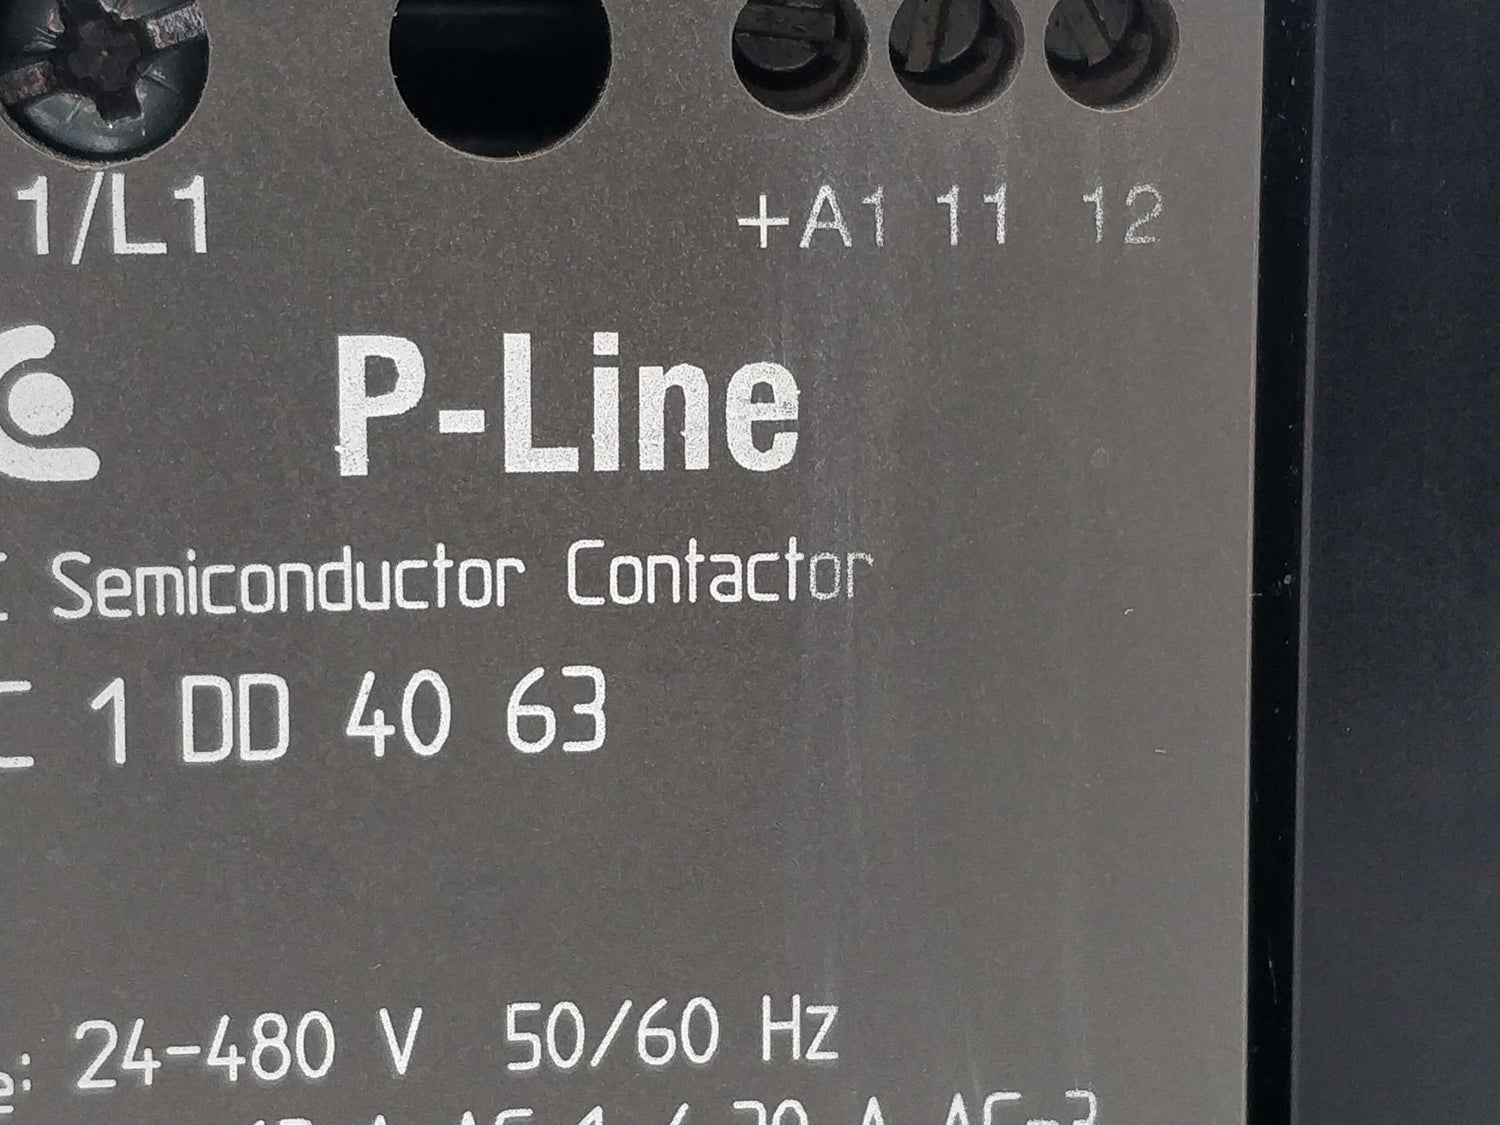 1/L1 +A1 11 12
P-Line
Semiconductor Contactor
1 DD 40 63
24-480 V 50/60 Hz